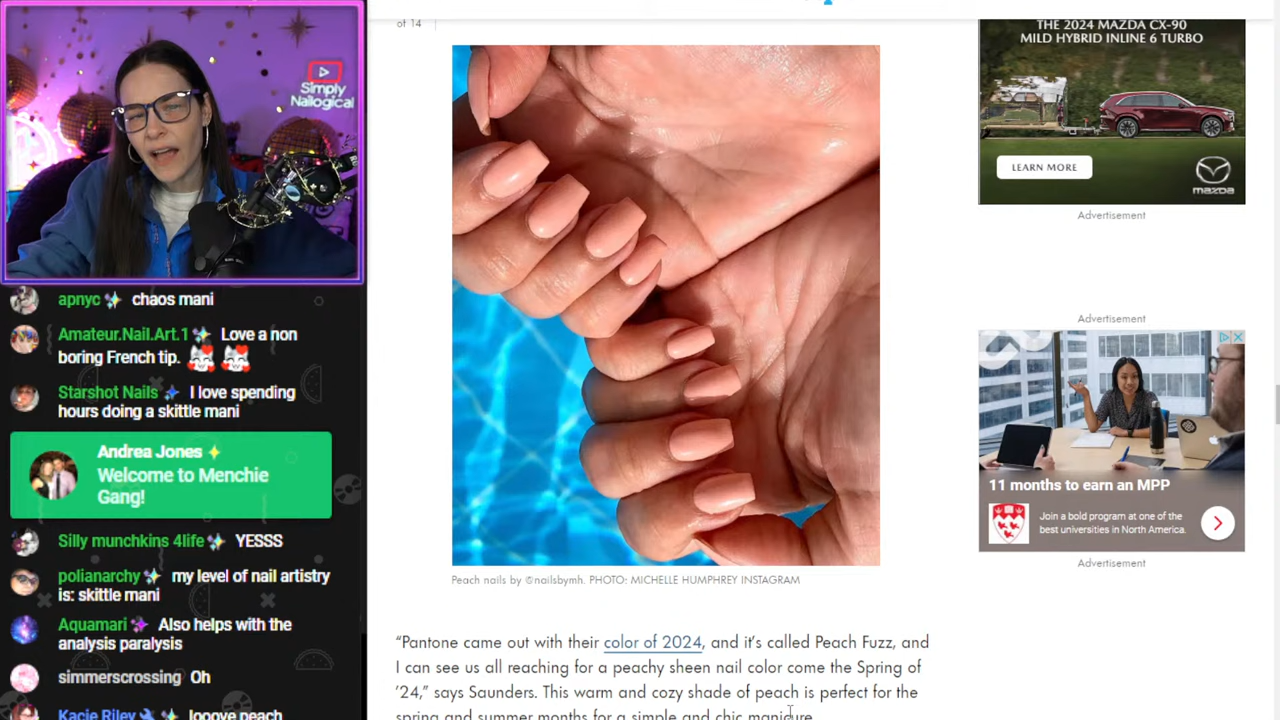 Simply
Nailogical
apnyc chaos mani
Amateur.Nail.Art.1 Love a non
boring French tip.
Starshot Nails I love spending
hours doing a skittle mani
Andrea Jones
Welcome to Menchie
Gang!
Silly munchkins 4life YESSS
polianarchy my level of nail artistry
is: skittle mani
Aquamari Also helps with the
analysis paralysis
simmerscrossing Oh
Kacie Riley looove peach
of 14
Peach nails by @nailsbymh. PHOTO: MICHELLE HUMPHREY INSTAGRAM
“Pantone came out with their color of 2024, and it’s called Peach Fuzz, and
I can see us all reaching for a peachy sheen nail color come the Spring of
’24,” says Saunders. This warm and cozy shade of peach is perfect for the
spring and summer months for a simple and chic manicure.
THE 2024 MAZDA CX-90
MILD HYBRID INLINE 6 TURBO
LEARN MORE
mazda
Advertisement
Advertisement
11 months to earn an MPP
Join a bold program at one of the
best universities in North America.
Advertisement